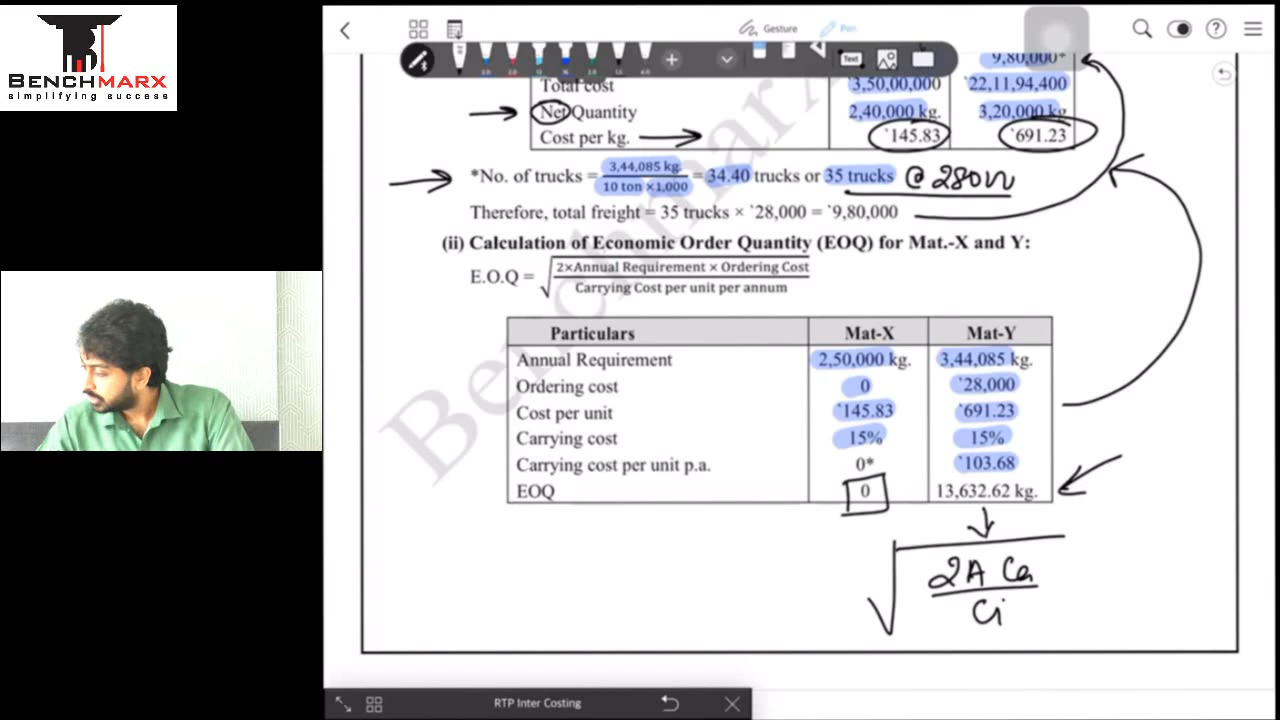 BENCHMARX
simplifying success
Gesture
Pen
Text
9,80,000*
Total cost 3,50,00,000 `22,11,94,400
Net Quantity 2,40,000 kg. 3,20,000 kg
Cost per kg. `145.83 `691.23
*No. of trucks = 3,44,085 kg. / 10 ton ×1,000 = 34.40 trucks or 35 trucks @ 280w
Therefore, total freight = 35 trucks × `28,000 = `9,80,000
(ii) Calculation of Economic Order Quantity (EOQ) for Mat.-X and Y:
E.O.Q = √ 2×Annual Requirement × Ordering Cost / Carrying Cost per unit per annum
Particulars Mat-X Mat-Y
Annual Requirement 2,50,000 kg. 3,44,085 kg.
Ordering cost 0 `28,000
Cost per unit `145.83 `691.23
Carrying cost 15% 15%
Carrying cost per unit p.a. 0* `103.68
EOQ 0 13,632.62 kg.
√ 2A Ca / Ci
BenchmarX
RTP Inter Costing